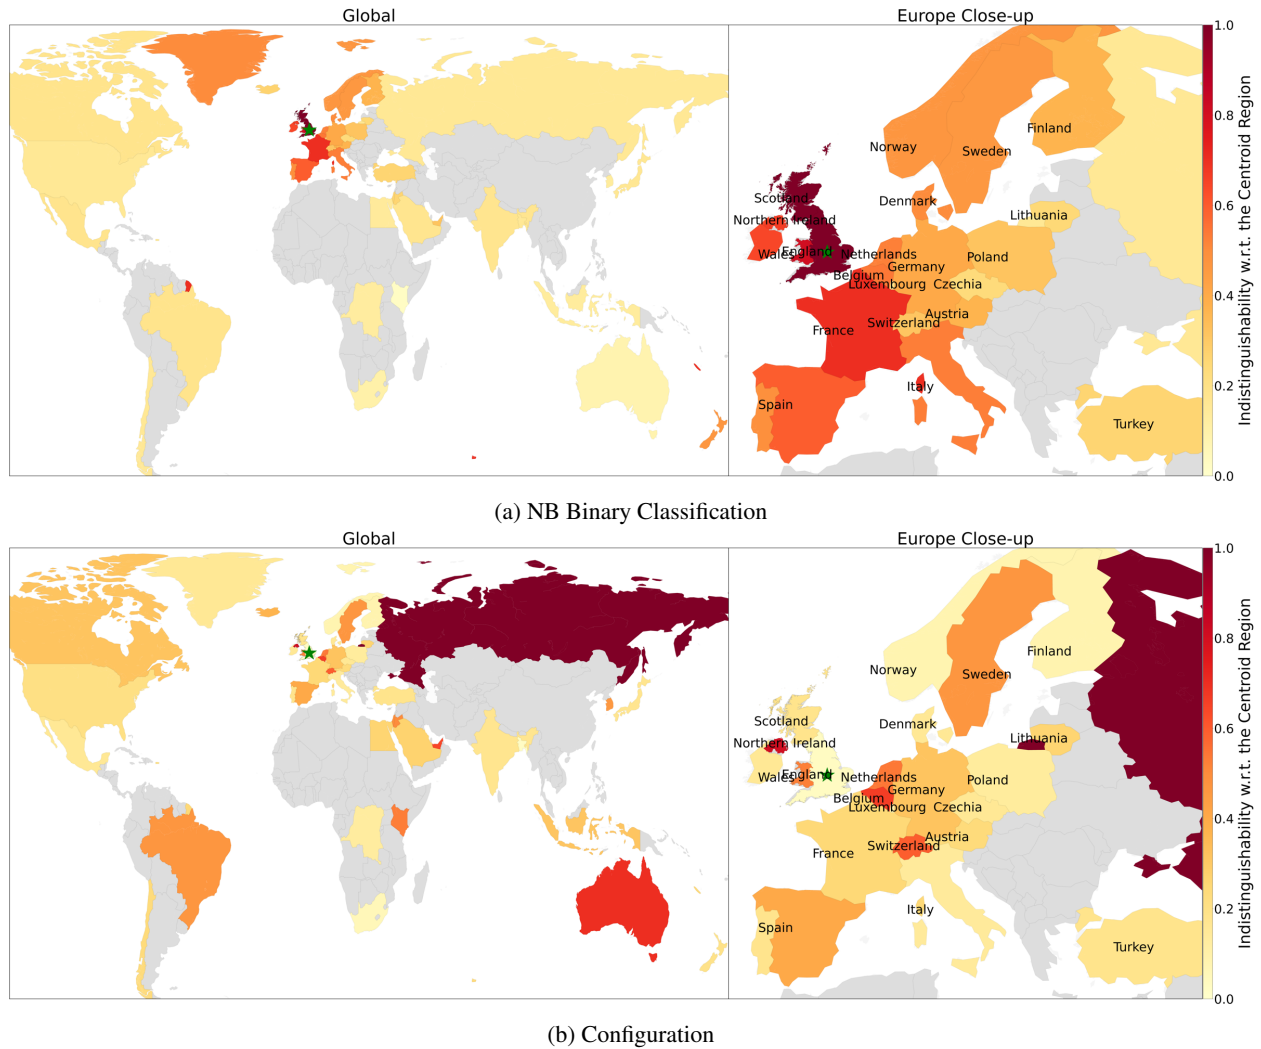 Global
Europe Close-up
Norway
Sweden
Finland
Denmark
Lithuania
Scotland
Northern Ireland
Wales
England
Netherlands
Germany
Poland
Belgium
Luxembourg
Czechia
Austria
Switzerland
France
Italy
Spain
Turkey
1.0
0.8
0.6
0.4
0.2
0.0
Indistinguishability w.r.t. the Centroid Region
(a) NB Binary Classification
Global
Europe Close-up
Norway
Sweden
Finland
Denmark
Lithuania
Scotland
Northern Ireland
Wales
England
Netherlands
Germany
Poland
Belgium
Luxembourg
Czechia
Austria
Switzerland
France
Italy
Spain
Turkey
1.0
0.8
0.6
0.4
0.2
0.0
Indistinguishability w.r.t. the Centroid Region
(b) Configuration